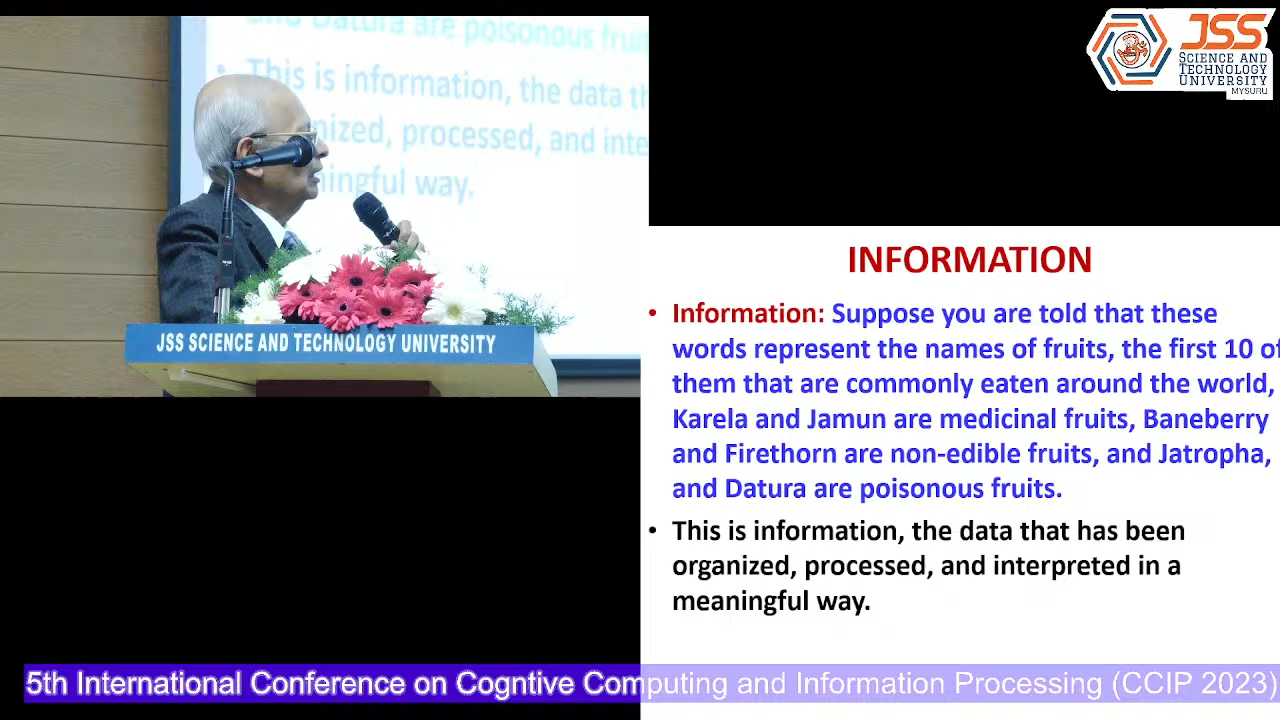 and Datura are poisonous fruit
This is information, the data th
nized, processed, and inte
ningful way.
JSS SCIENCE AND TECHNOLOGY UNIVERSITY
JSS
SCIENCE AND
TECHNOLOGY
UNIVERSITY
MYSURU
INFORMATION
• Information: Suppose you are told that these
words represent the names of fruits, the first 10 of
them that are commonly eaten around the world,
Karela and Jamun are medicinal fruits, Baneberry
and Firethorn are non-edible fruits, and Jatropha,
and Datura are poisonous fruits.
• This is information, the data that has been
organized, processed, and interpreted in a
meaningful way.
5th International Conference on Cogntive Computing and Information Processing (CCIP 2023)